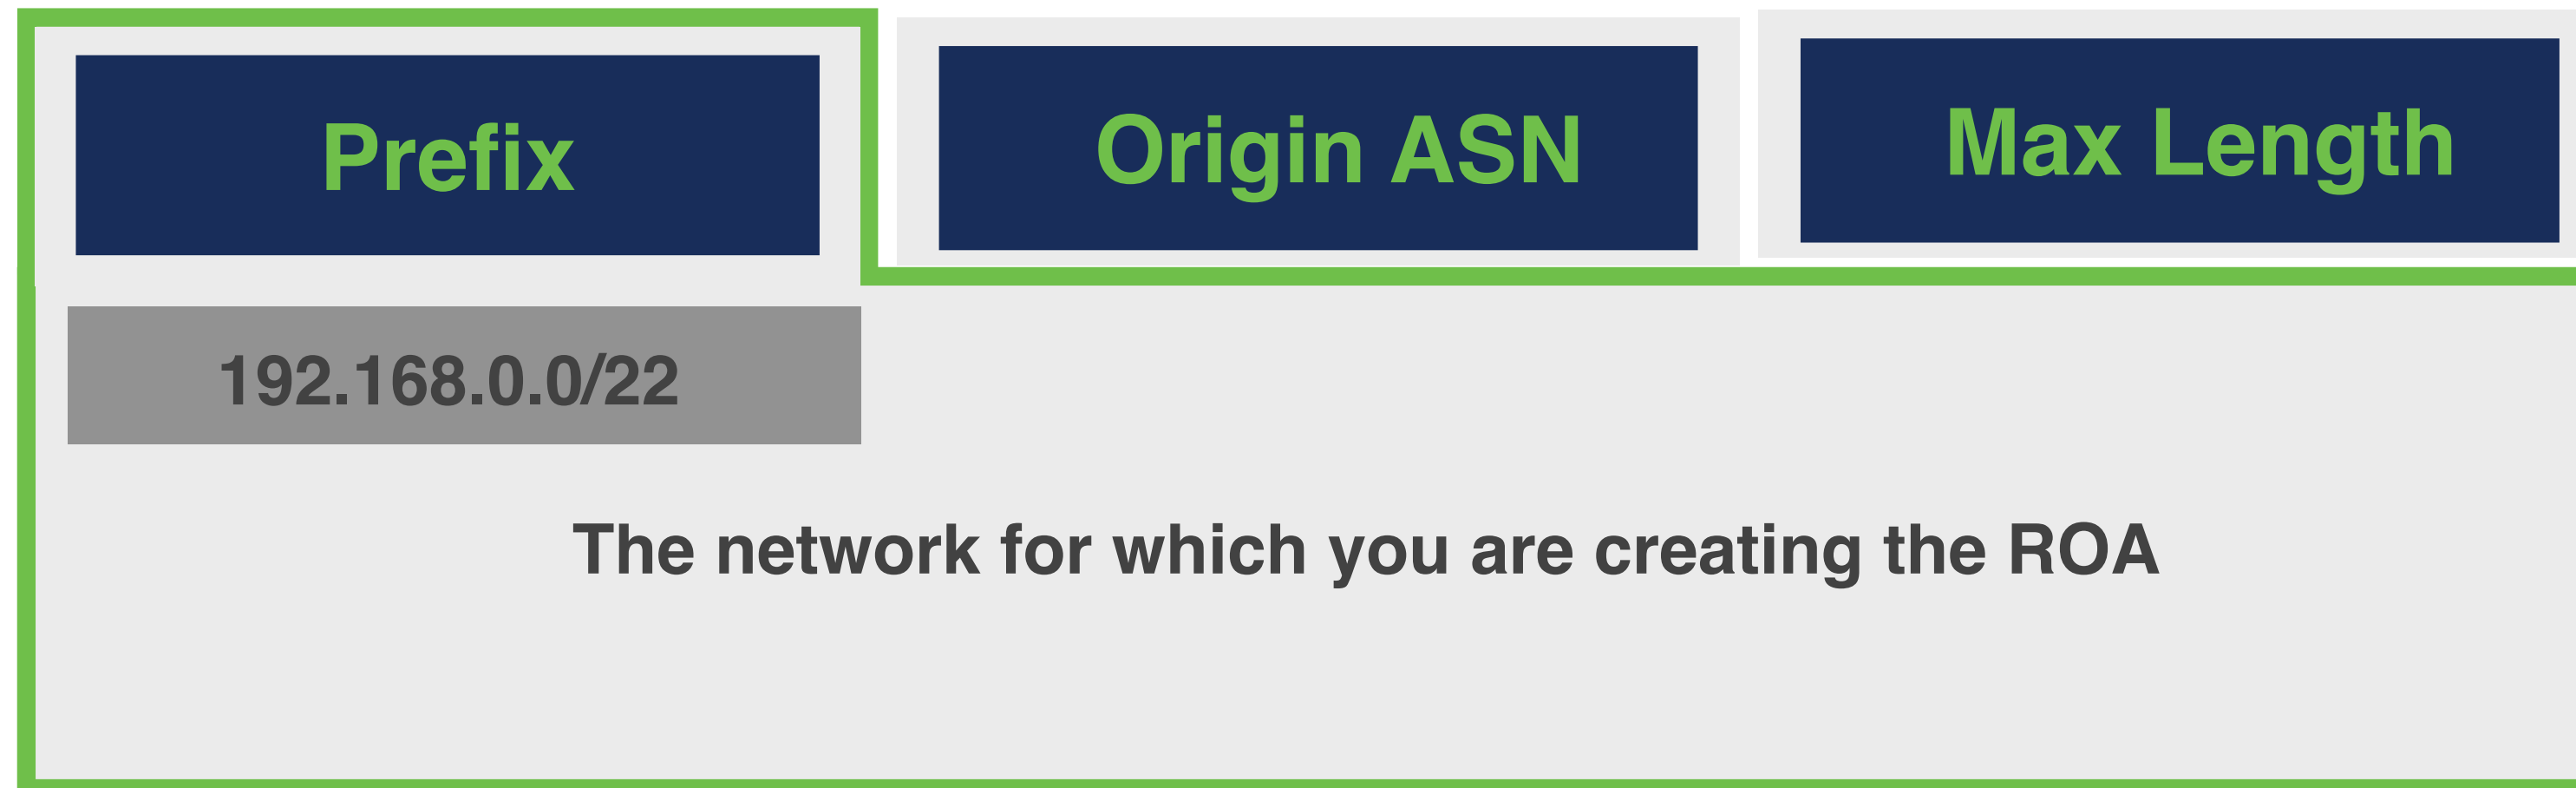 Prefix
Origin ASN
Max Length
192.168.0.0/22
The network for which you are creating the ROA